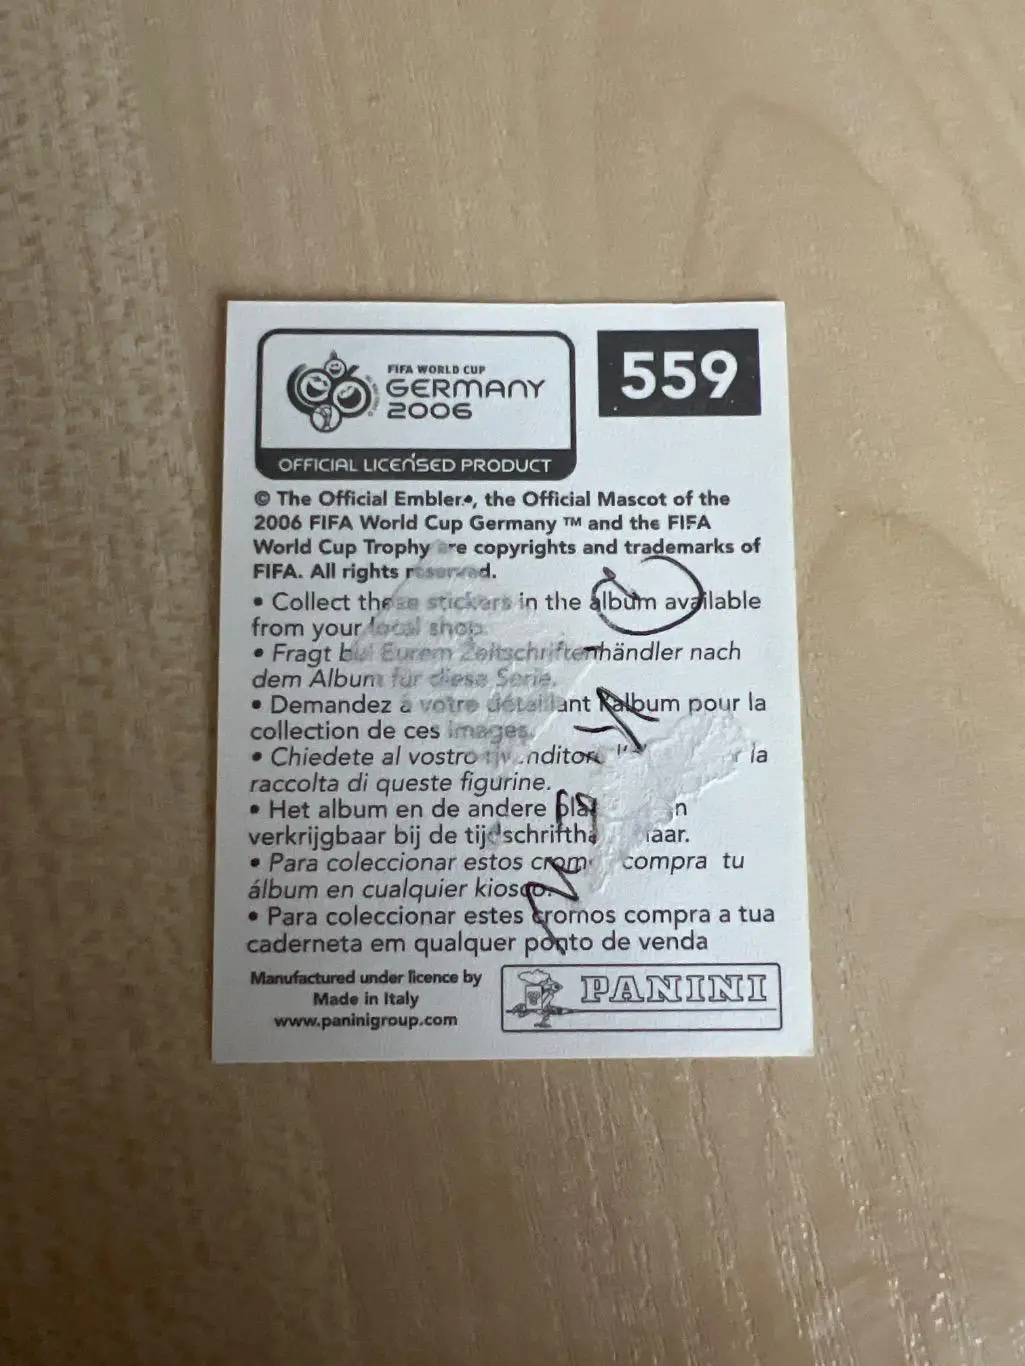 FIFA WORLD CUP
GERMANY
2006
OFFICIAL LICENSED PRODUCT
559
© The Official Emblem, the Official Mascot of the
2006 FIFA World Cup Germany ™ and the FIFA
World Cup Trophy are copyrights and trademarks of
FIFA. All rights reserved.
• Collect these stickers in the album available
from your local shop.
• Fragt bei Eurem Zeitschriftenhändler nach
dem Album für diese Serie.
• Demandez à votre détaillant l'album pour la
collection de ces images.
• Chiedete al vostro rivenditore la
raccolta di queste figurine.
• Het album en de andere
verkrijgbaar bij de
• Para coleccionar estos compra tu
álbum en cualquier kiosco.
• Para coleccionar estes cromos compra a tua
caderneta em qualquer ponto de venda
Manufactured under licence by
Made in Italy
www.paninigroup.com
PANINI